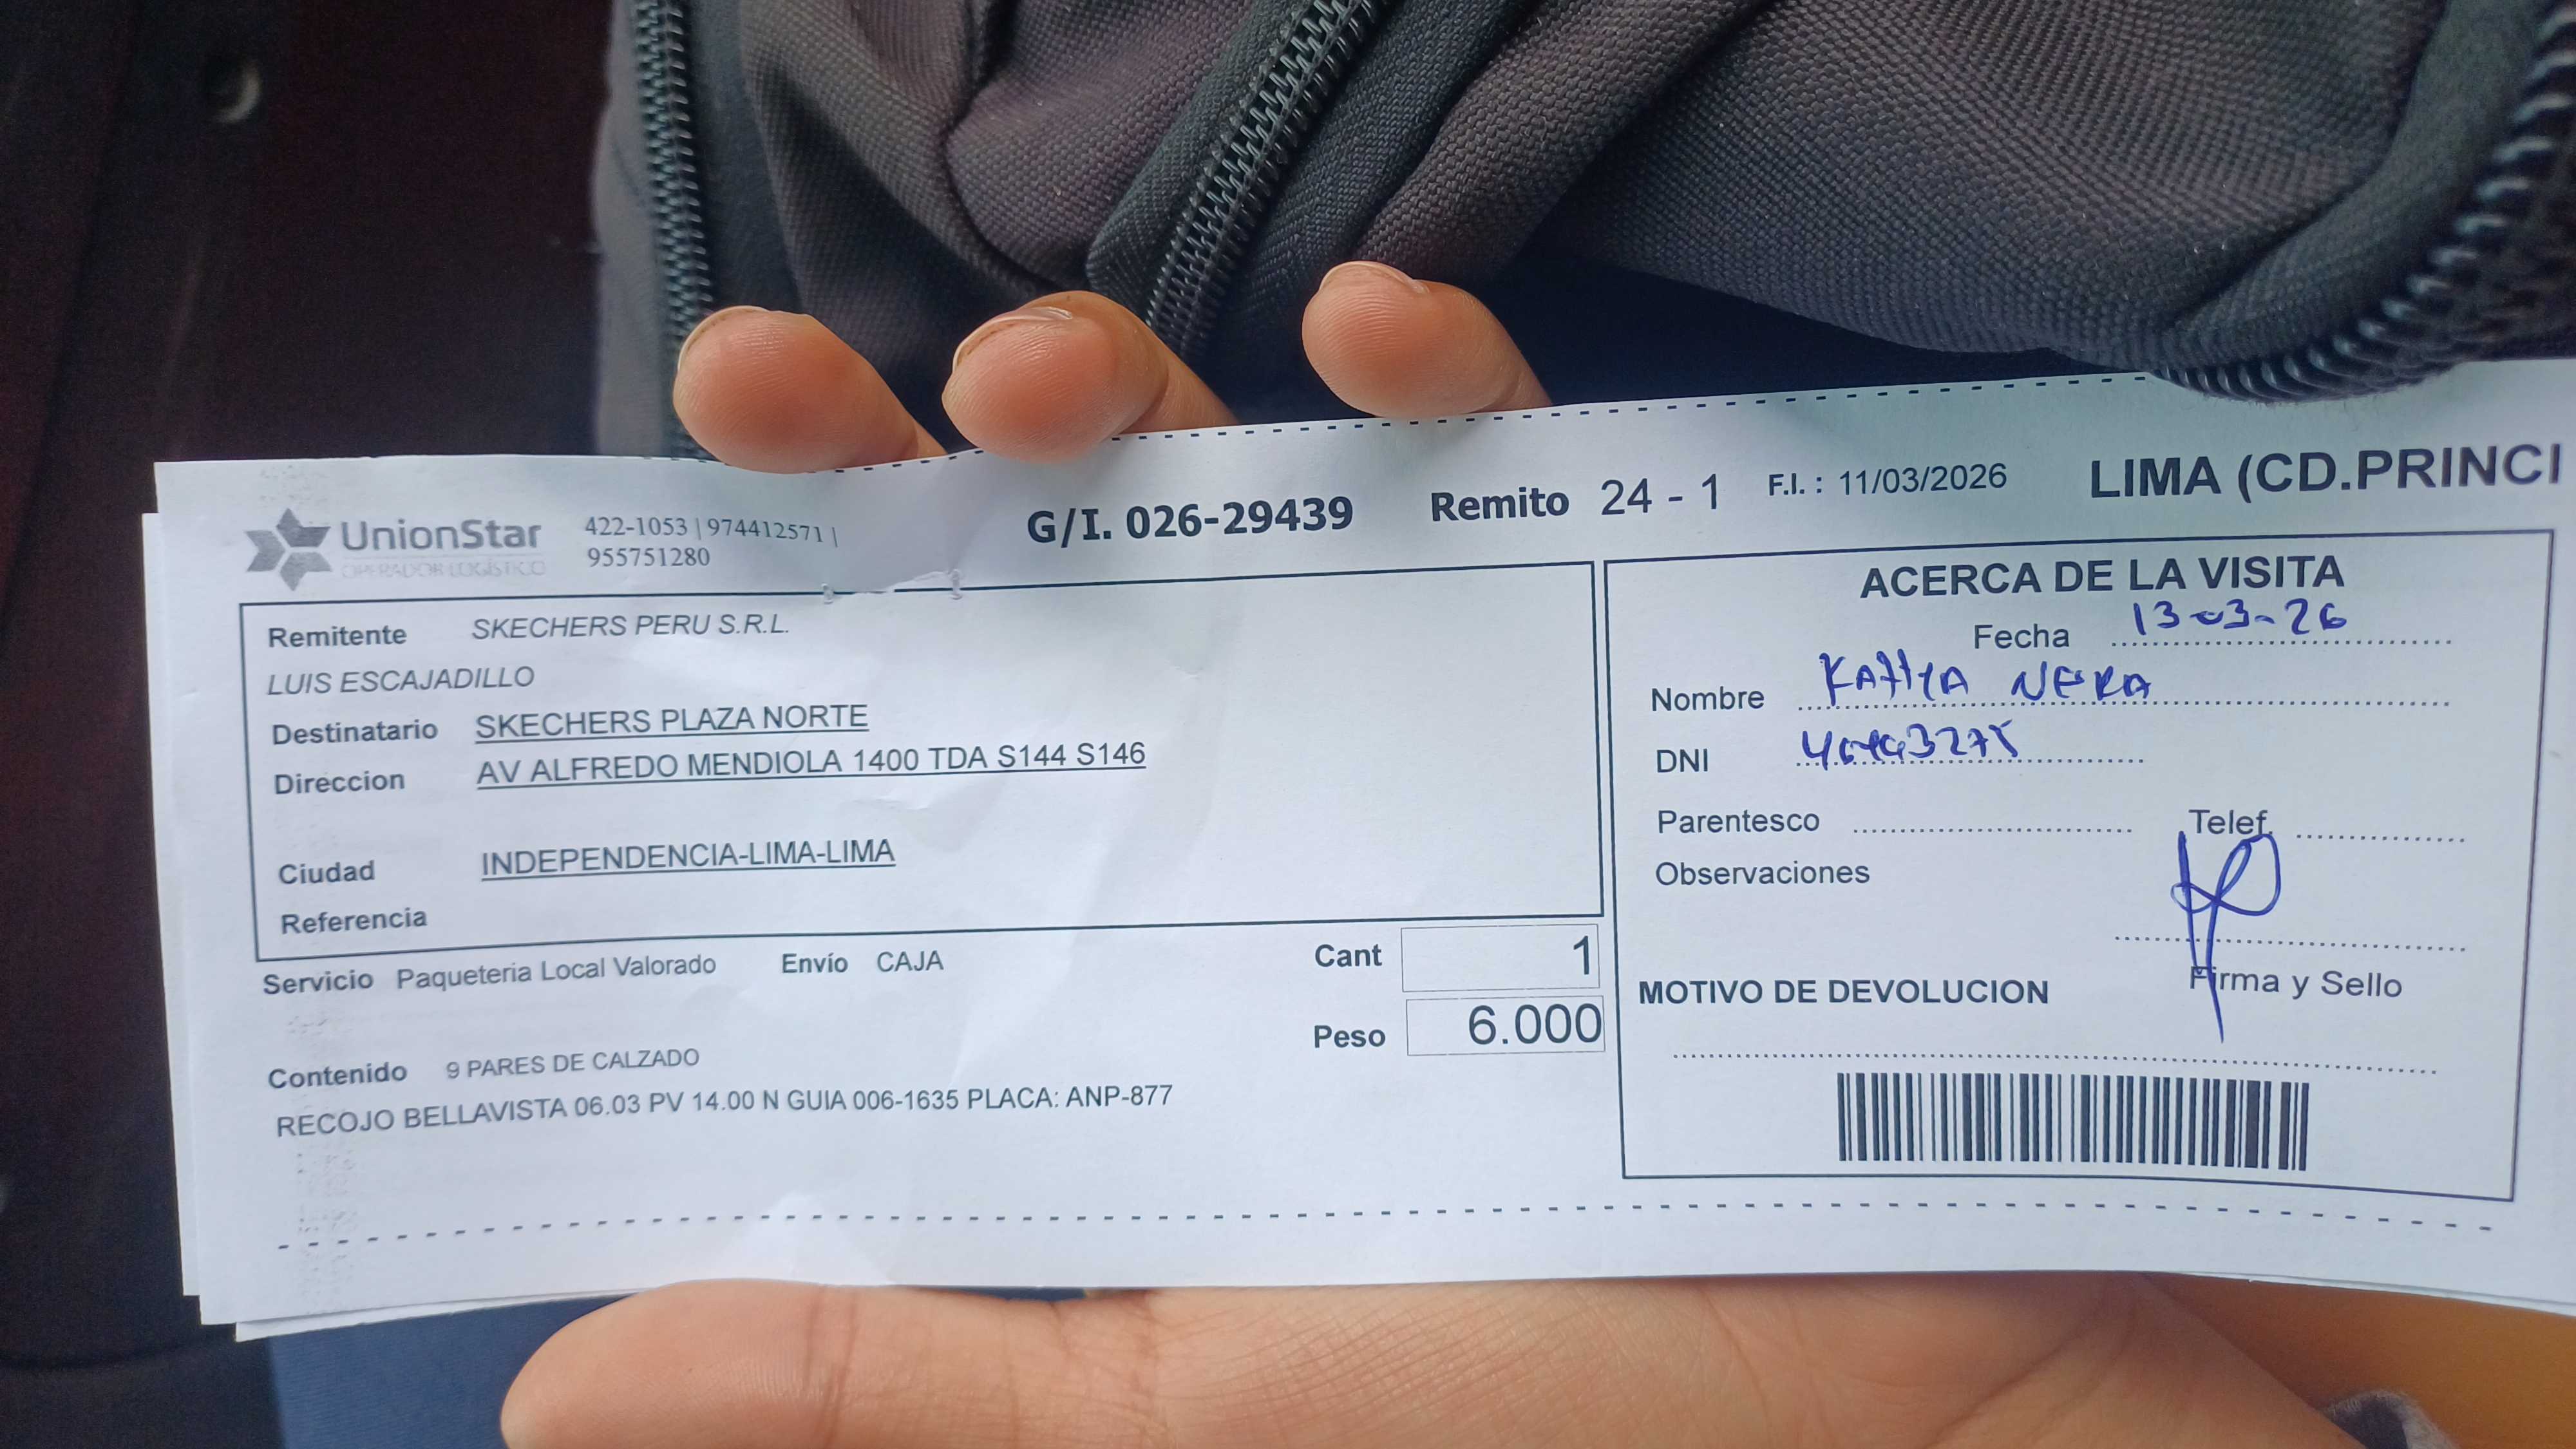 UnionStar
OPERADOR LOGÍSTICO
422-1053 | 974412571 |
955751280
G/I. 026-29439 Remito 24 - 1 F.I. : 11/03/2026 LIMA (CD.PRINCI
Remitente SKECHERS PERU S.R.L.
LUIS ESCAJADILLO
Destinatario SKECHERS PLAZA NORTE
Direccion AV ALFREDO MENDIOLA 1400 TDA S144 S146
Ciudad INDEPENDENCIA-LIMA-LIMA
Referencia
Servicio Paqueteria Local Valorado Envío CAJA
Cant 1
Peso 6.000
Contenido 9 PARES DE CALZADO
RECOJO BELLAVISTA 06.03 PV 14.00 N GUIA 006-1635 PLACA: ANP-877
ACERCA DE LA VISITA
Fecha 13-03-26
Nombre
DNI
Parentesco Telef.
Observaciones
Firma y Sello
MOTIVO DE DEVOLUCION